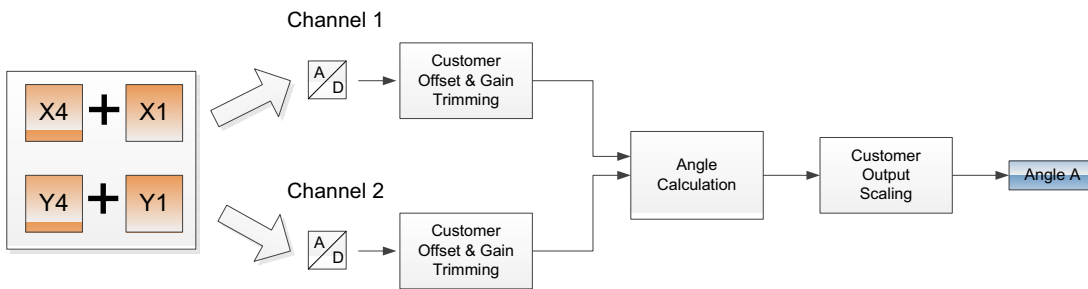 Channel 1
X4 + X1
Y4 + Y1
A/D
Customer
Offset & Gain
Trimming
Channel 2
A/D
Customer
Offset & Gain
Trimming
Angle
Calculation
Customer
Output
Scaling
Angle A